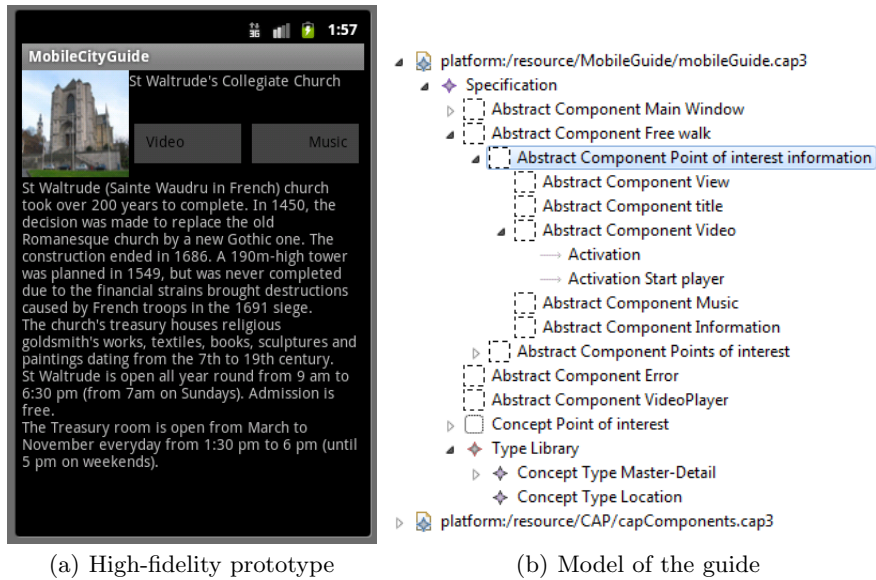 3G 1:57
MobileCityGuide
St Waltrude's Collegiate Church
Video Music
St Waltrude (Sainte Waudru in French) church
took over 200 years to complete. In 1450, the
decision was made to replace the old
Romanesque church by a new Gothic one. The
construction ended in 1686. A 190m-high tower
was planned in 1549, but was never completed
due to the financial strains brought destructions
caused by French troops in the 1691 siege.
The church's treasury houses religious
goldsmith's works, textiles, books, sculptures and
paintings dating from the 7th to 19th century.
St Waltrude is open all year round from 9 am to
6:30 pm (from 7am on Sundays). Admission is
free.
The Treasury room is open from March to
November everyday from 1:30 pm to 6 pm (until
5 pm on weekends).
(a) High-fidelity prototype
platform:/resource/MobileGuide/mobileGuide.cap3
Specification
Abstract Component Main Window
Abstract Component Free walk
Abstract Component Point of interest information
Abstract Component View
Abstract Component title
Abstract Component Video
Activation
Activation Start player
Abstract Component Music
Abstract Component Information
Abstract Component Points of interest
Abstract Component Error
Abstract Component VideoPlayer
Concept Point of interest
Type Library
Concept Type Master-Detail
Concept Type Location
platform:/resource/CAP/capComponents.cap3
(b) Model of the guide